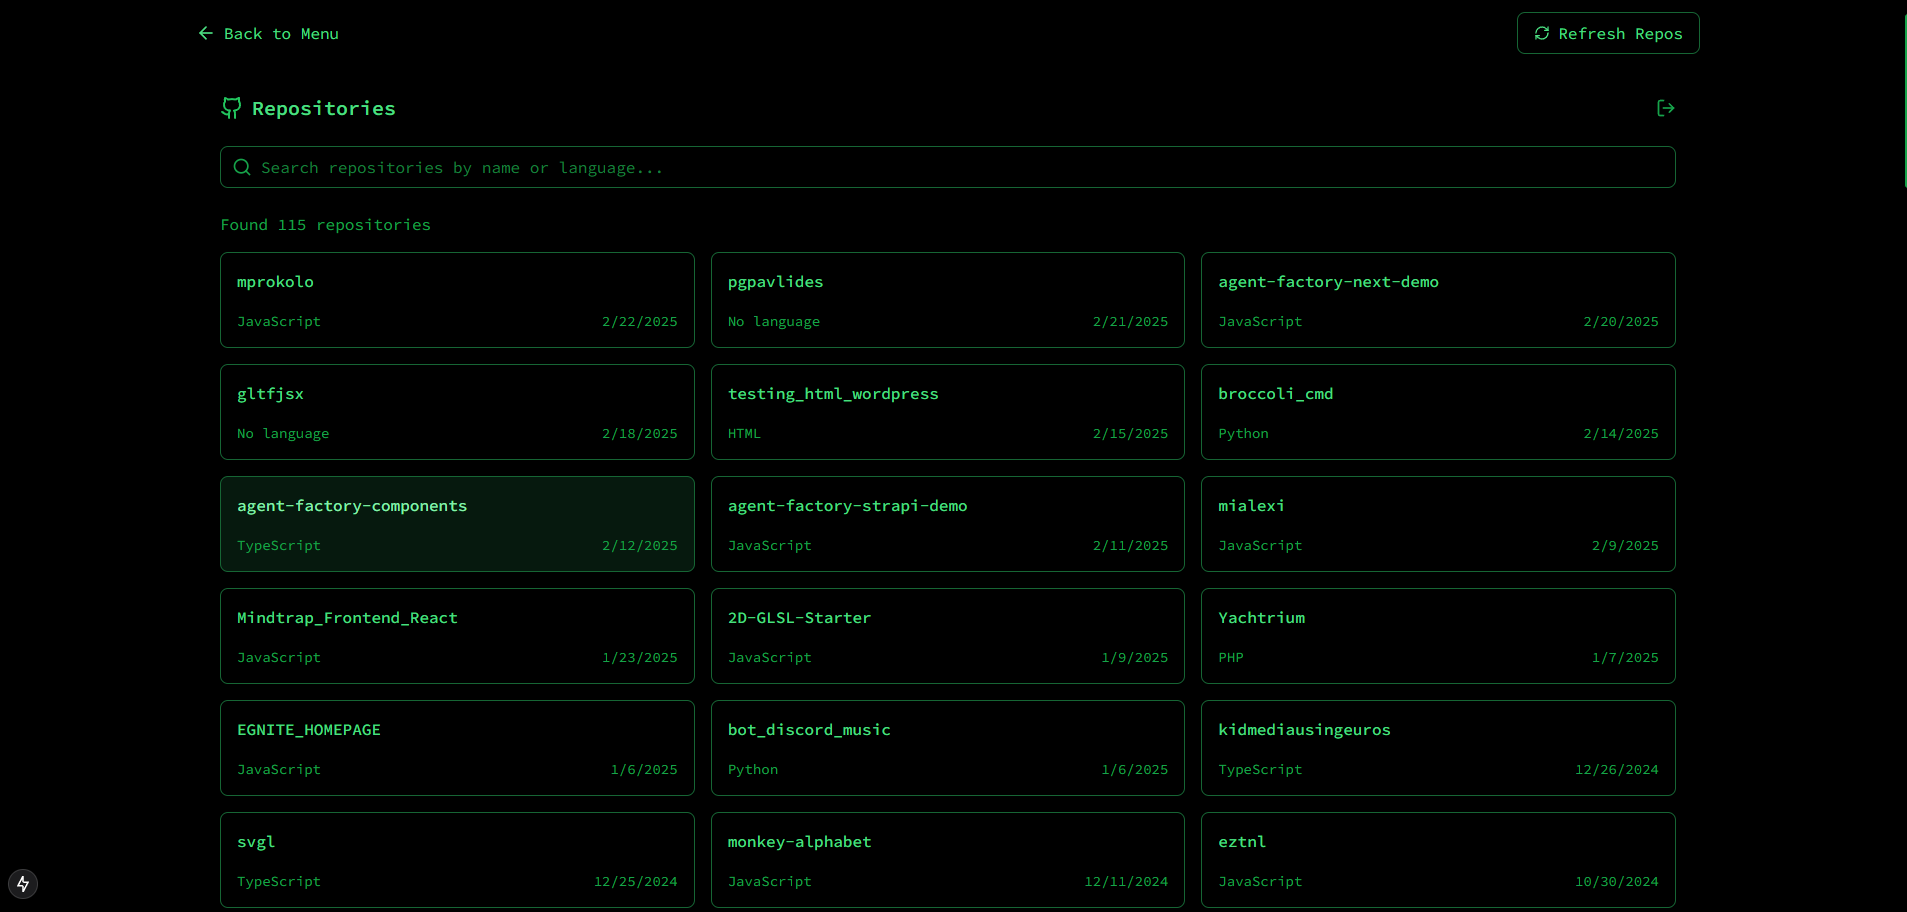 Back to Menu
Refresh Repos
Repositories
Search repositories by name or language...
Found 115 repositories
mprokolo
JavaScript 2/22/2025
pgpavlides
No language 2/21/2025
agent-factory-next-demo
JavaScript 2/20/2025
gltfjsx
No language 2/18/2025
testing_html_wordpress
HTML 2/15/2025
broccoli_cmd
Python 2/14/2025
agent-factory-components
TypeScript 2/12/2025
agent-factory-strapi-demo
JavaScript 2/11/2025
mialexi
JavaScript 2/9/2025
Mindtrap_Frontend_React
JavaScript 1/23/2025
2D-GLSL-Starter
JavaScript 1/9/2025
Yachtrium
PHP 1/7/2025
EGNITE_HOMEPAGE
JavaScript 1/6/2025
bot_discord_music
Python 1/6/2025
kidmediausingeuros
TypeScript 12/26/2024
svgl
TypeScript 12/25/2024
monkey-alphabet
JavaScript 12/11/2024
eztnl
JavaScript 10/30/2024